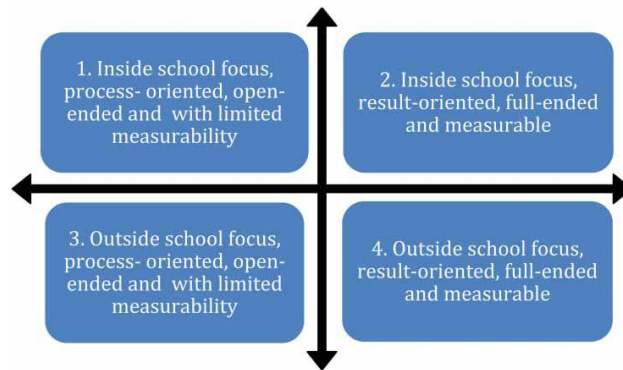 1. Inside school focus,
process- oriented, open-
ended and with limited
measurability
2. Inside school focus,
result-oriented, full-ended
and measurable
3. Outside school focus,
process- oriented, open-
ended and with limited
measurability
4. Outside school focus,
result-oriented, full-ended
and measurable